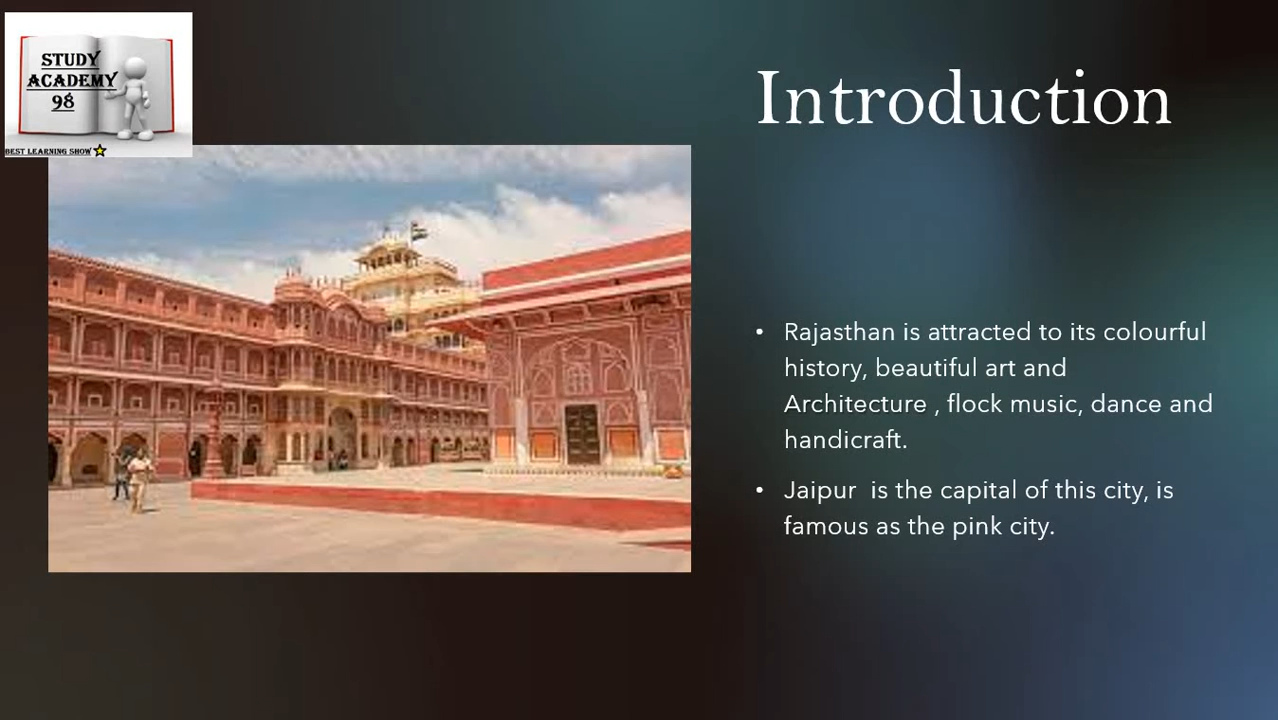 STUDY
ACADEMY
98
BEST LEARNING SHOW
Introduction
• Rajasthan is attracted to its colourful
history, beautiful art and
Architecture , flock music, dance and
handicraft.
• Jaipur  is the capital of this city, is
famous as the pink city.